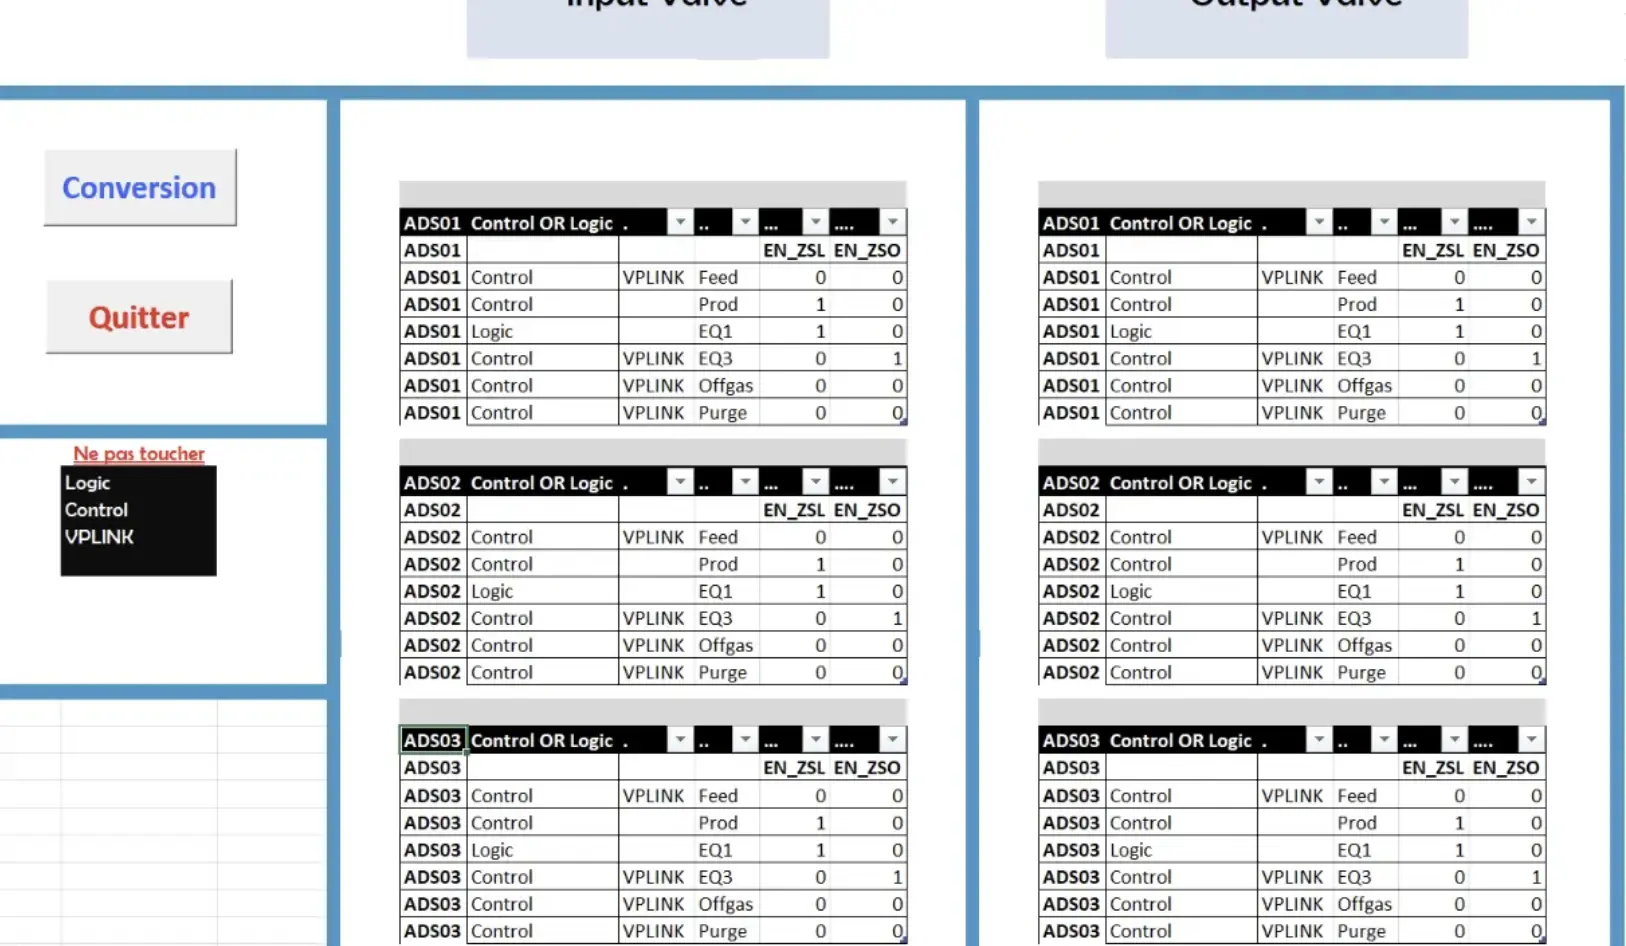 Input Valve
Output Valve
Conversion
Quitter
Ne pas toucher
Logic
Control
VPLINK
ADS01 Control OR Logic . .. ... ....
ADS01 EN_ZSL EN_ZSO
ADS01 Control VPLINK Feed 0 0
ADS01 Control Prod 1 0
ADS01 Logic EQ1 1 0
ADS01 Control VPLINK EQ3 0 1
ADS01 Control VPLINK Offgas 0 0
ADS01 Control VPLINK Purge 0 0
ADS02 Control OR Logic . .. ... ....
ADS02 EN_ZSL EN_ZSO
ADS02 Control VPLINK Feed 0 0
ADS02 Control Prod 1 0
ADS02 Logic EQ1 1 0
ADS02 Control VPLINK EQ3 0 1
ADS02 Control VPLINK Offgas 0 0
ADS02 Control VPLINK Purge 0 0
ADS03 Control OR Logic . .. ... ....
ADS03 EN_ZSL EN_ZSO
ADS03 Control VPLINK Feed 0 0
ADS03 Control Prod 1 0
ADS03 Logic EQ1 1 0
ADS03 Control VPLINK EQ3 0 1
ADS03 Control VPLINK Offgas 0 0
ADS03 Control VPLINK Purge 0 0
ADS01 Control OR Logic . .. ... ....
ADS01 EN_ZSL EN_ZSO
ADS01 Control VPLINK Feed 0 0
ADS01 Control Prod 1 0
ADS01 Logic EQ1 1 0
ADS01 Control VPLINK EQ3 0 1
ADS01 Control VPLINK Offgas 0 0
ADS01 Control VPLINK Purge 0 0
ADS02 Control OR Logic . .. ... ....
ADS02 EN_ZSL EN_ZSO
ADS02 Control VPLINK Feed 0 0
ADS02 Control Prod 1 0
ADS02 Logic EQ1 1 0
ADS02 Control VPLINK EQ3 0 1
ADS02 Control VPLINK Offgas 0 0
ADS02 Control VPLINK Purge 0 0
ADS03 Control OR Logic . .. ... ....
ADS03 EN_ZSL EN_ZSO
ADS03 Control VPLINK Feed 0 0
ADS03 Control Prod 1 0
ADS03 Logic EQ1 1 0
ADS03 Control VPLINK EQ3 0 1
ADS03 Control VPLINK Offgas 0 0
ADS03 Control VPLINK Purge 0 0